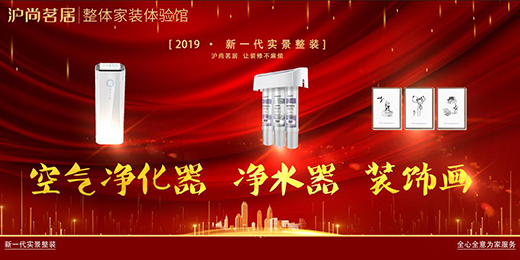 沪尚茗居|整体家装体验馆
[2019 · 新一代实景整装]
沪尚茗居 让装修不麻烦
空气净化器 净水器 装饰画
新一代实景整装
全心全意为家服务